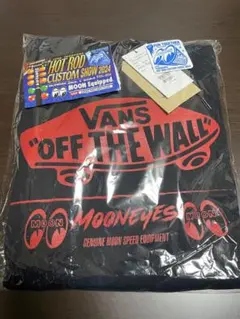 HOT ROD
CUSTOM SHOW 2024
MOON Equipped
VANS
"OFF THE WALL"
MOON
MOONEYES
MOON
GENUINE MOON SPEED EQUIPMENT